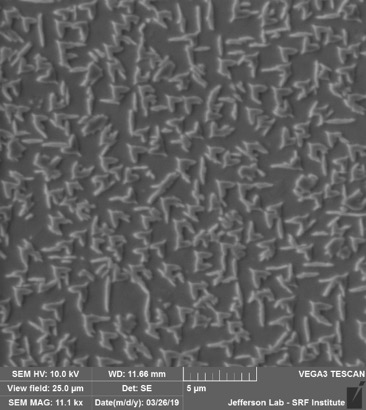 SEM HV: 10.0 kV WD: 11.66 mm VEGA3 TESCAN
View field: 25.0 µm Det: SE 5 µm
SEM MAG: 11.1 kx Date(m/d/y): 03/26/19 Jefferson Lab - SRF Institute